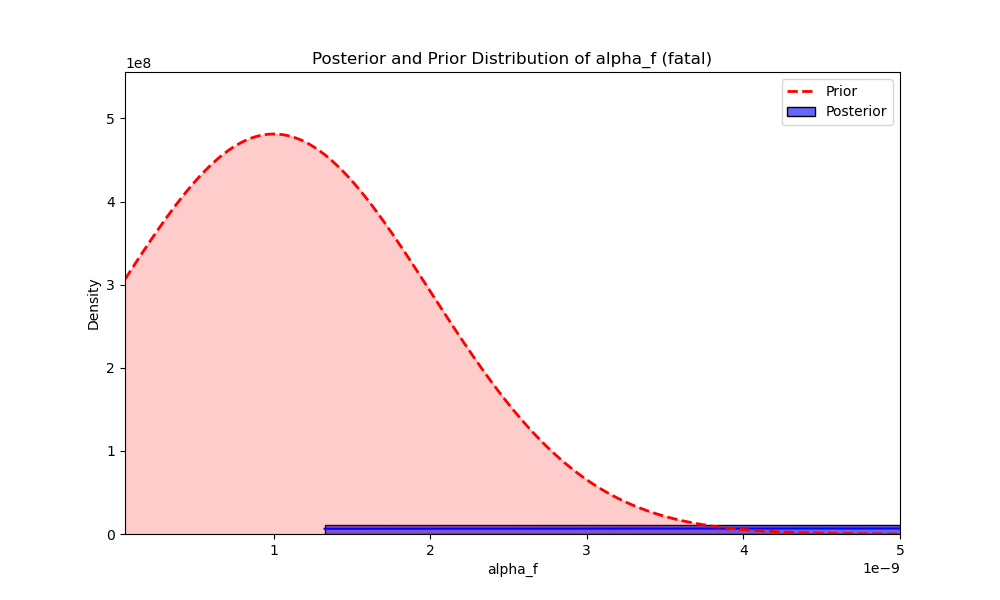 Posterior and Prior Distribution of alpha_f (fatal)
1e8
Prior
Posterior
5
4
3
2
1
0
Density
1
2
3
4
5
1e−9
alpha_f